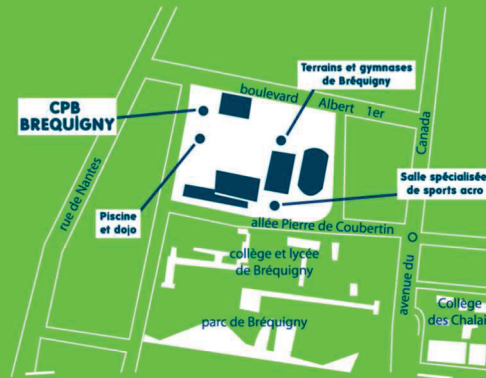 Terrains et gymnases
de Bréquigny
boulevard Albert 1er
CPB
BREQUIGNY
Canada
rue de Nantes
Salle spécialisée
de sports acro
Piscine
et dojo
allée Pierre de Coubertin
collège et lycée
de Bréquigny
avenue du
parc de Bréquigny
Collège
des Chalai